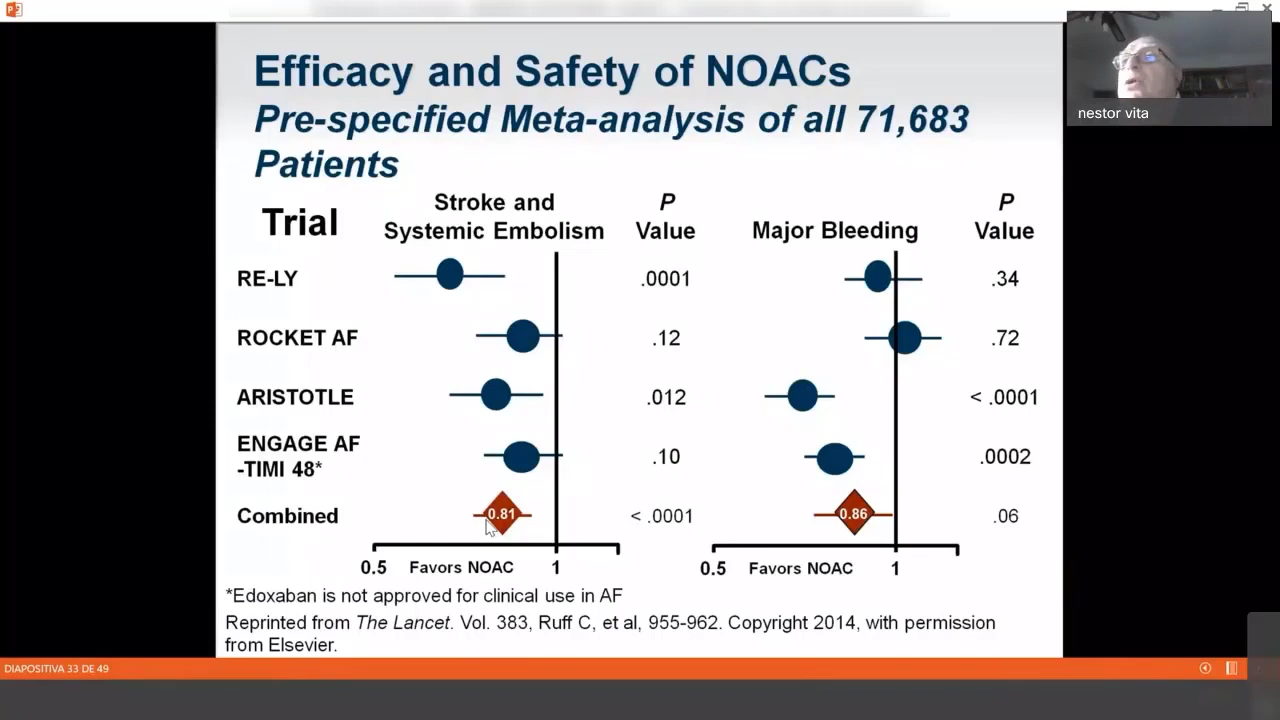 nestor vita
Efficacy and Safety of NOACs
Pre-specified Meta-analysis of all 71,683
Patients
Trial
Stroke and
Systemic Embolism
P
Value
Major Bleeding
P
Value
RE-LY .0001 .34
ROCKET AF .12 .72
ARISTOTLE .012 < .0001
ENGAGE AF
-TIMI 48* .10 .0002
Combined 0.81 < .0001 0.86 .06
0.5 Favors NOAC 1 0.5 Favors NOAC 1
*Edoxaban is not approved for clinical use in AF
Reprinted from The Lancet. Vol. 383, Ruff C, et al, 955-962. Copyright 2014, with permission
from Elsevier.
DIAPOSITIVA 33 DE 49